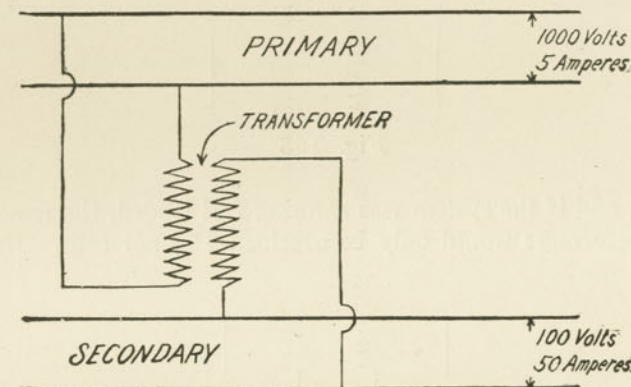 PRIMARY
1000 Volts
5 Amperes.
TRANSFORMER
SECONDARY
100 Volts
50 Amperes.